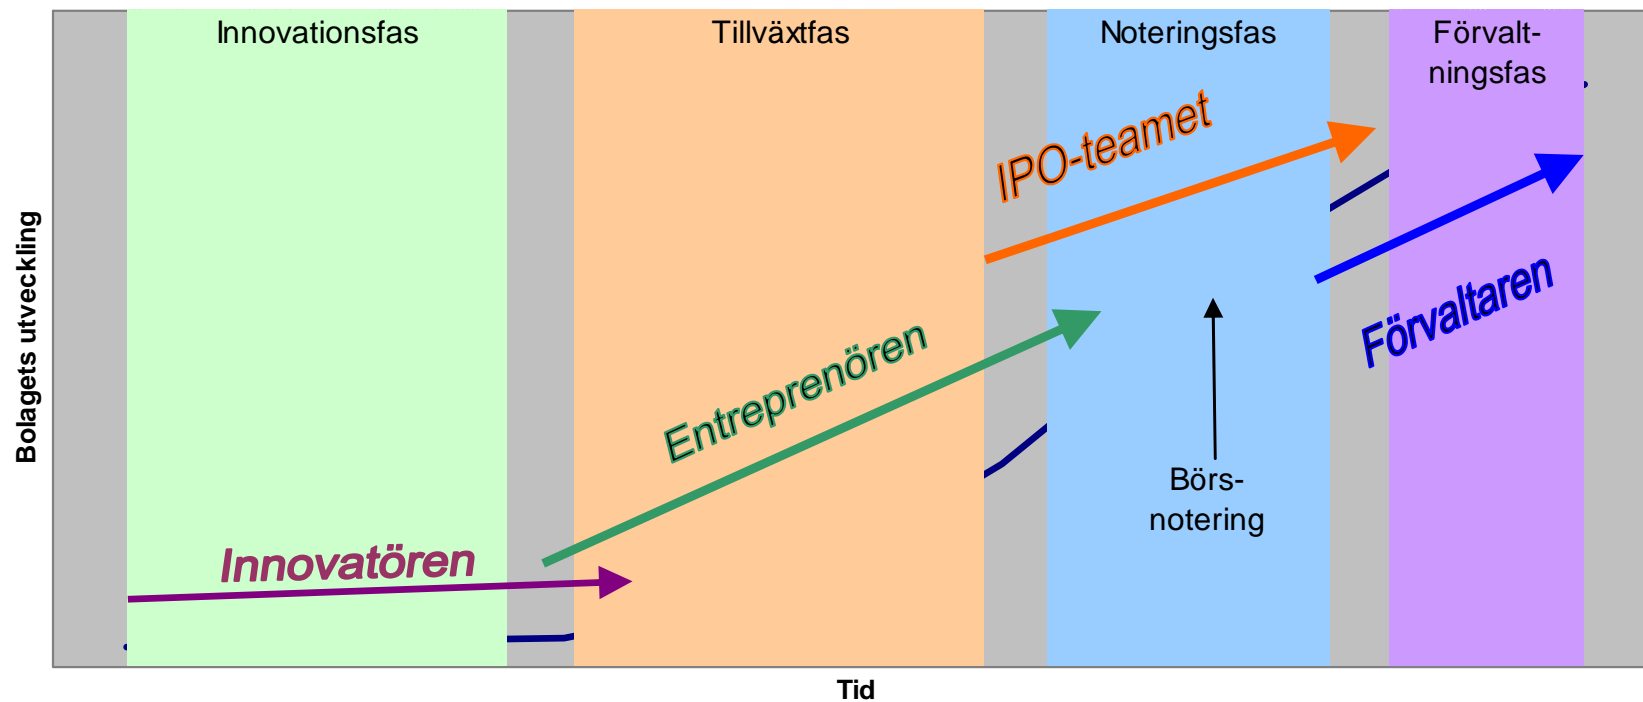 Innovationsfas
Tillväxtfas
Noteringsfas
Förvalt-
ningsfas
IPO-teamet
Förvaltaren
Entreprenören
Börs-
notering
Innovatören
Bolagets utveckling
Tid